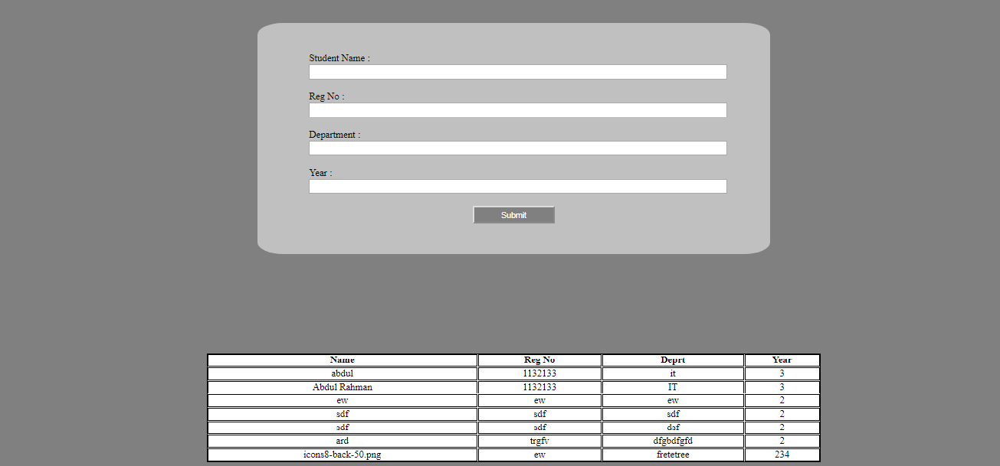 Student Name :
Reg No :
Department :
Year :
Submit
Name Reg No Deprt Year
abdul 1132133 it 3
Abdul Rahman 1132133 IT 3
ew ew ew 2
sdf sdf sdf 2
sdf sdf dsf 2
ard trgfv dfgbdfgfd 2
icons8-back-50.png ew fretetree 234